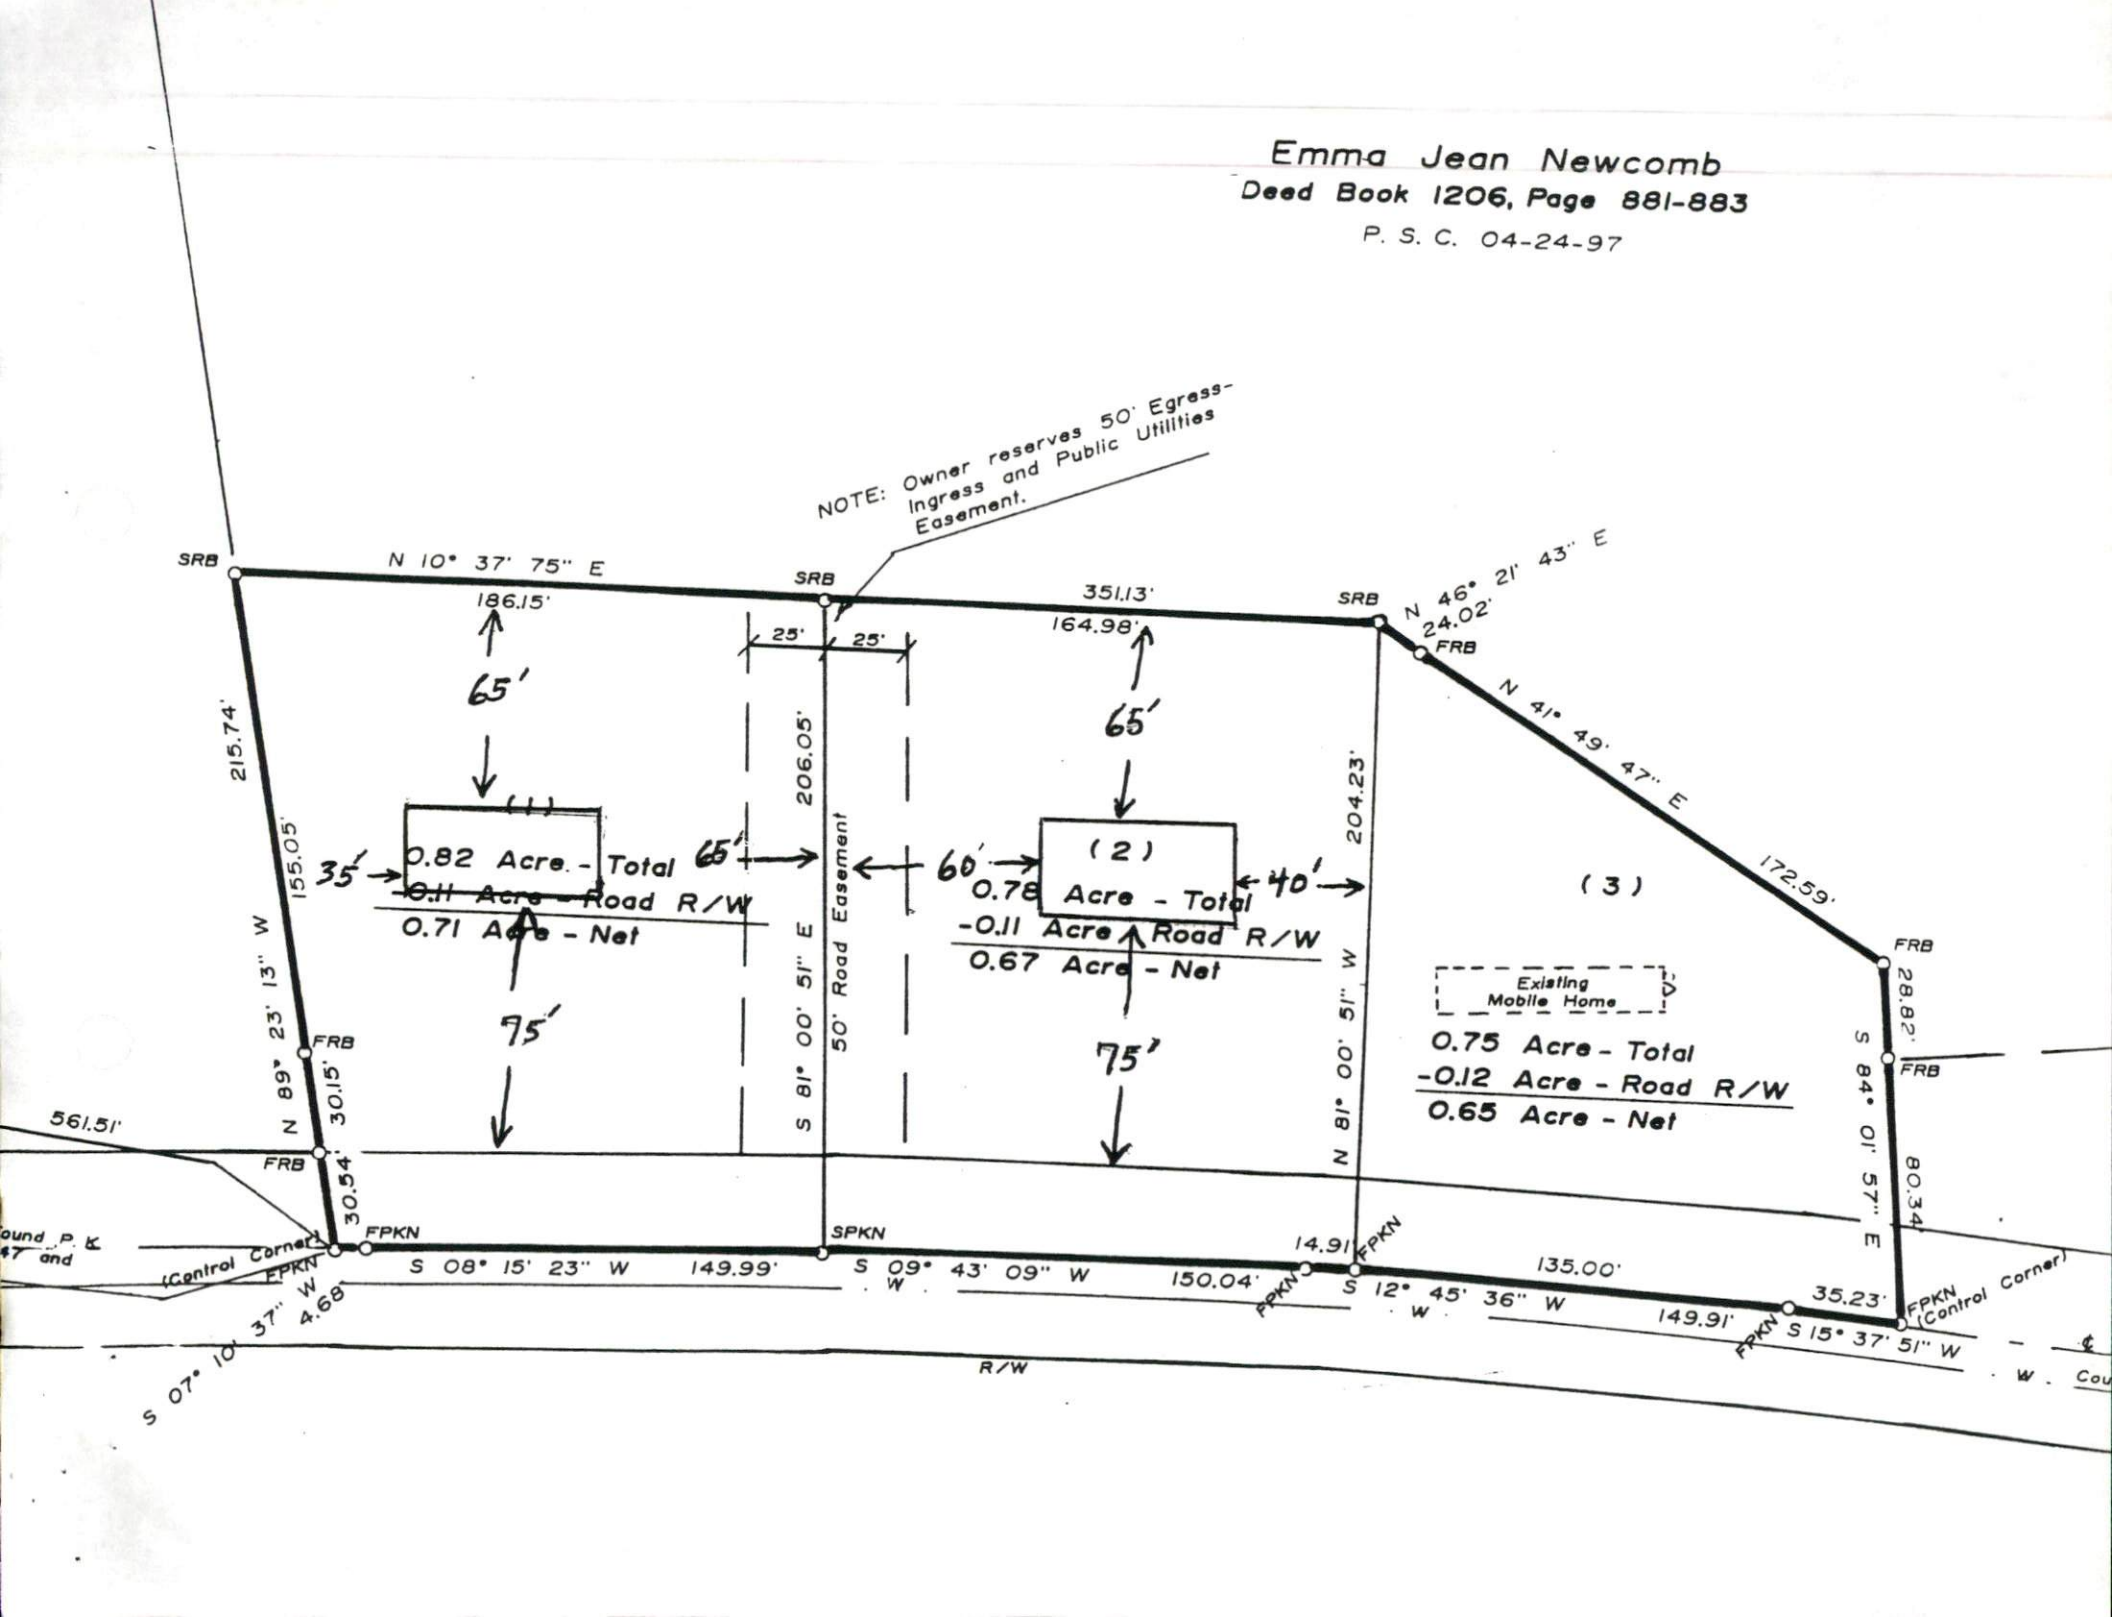 Emma Jean Newcomb
Deed Book 1206, Page 881-883
P. S. C. 04-24-97
NOTE: Owner reserves 50' Egress-
Ingress and Public Utilities
Easement.
SRB
N 10° 37' 75" E
186.15'
SRB
351.13'
164.98'
SRB
N 46° 21' 43" E
24.02'
FRB
N 41° 49' 47" E
172.59'
25'
25'
65'
65'
215.74'
155.05'
N 89° 23' 13" W
206.05'
S 81° 00' 51" E
50' Road Easement
204.23'
N 81° 00' 51" W
(1)
0.82 Acre - Total
-0.11 Acre - Road R/W
0.71 Acre - Net
35'
65'
75'
(2)
0.78 Acre - Total
-0.11 Acre Road R/W
0.67 Acre - Net
60'
40'
75'
(3)
Existing
Mobile Home
0.75 Acre - Total
-0.12 Acre - Road R/W
0.65 Acre - Net
FRB
28.82'
FRB
S 84° 01' 57" E
80.34'
FRB
30.15'
561.51'
FRB
30.54
ound P K
47 and
(Control Corner)
FPKN
FPKN
S 07° 10' 37" W
4.68'
S 08° 15' 23" W 149.99'
SPKN
S 09° 43' 09" W 150.04'
14.91'
FPKN
FPKN
135.00'
S 12° 45' 36" W 149.91'
35.23'
FPKN
S 15° 37' 51" W
FPKN
(Control Corner)
W
W
W
℄
Cou
R/W